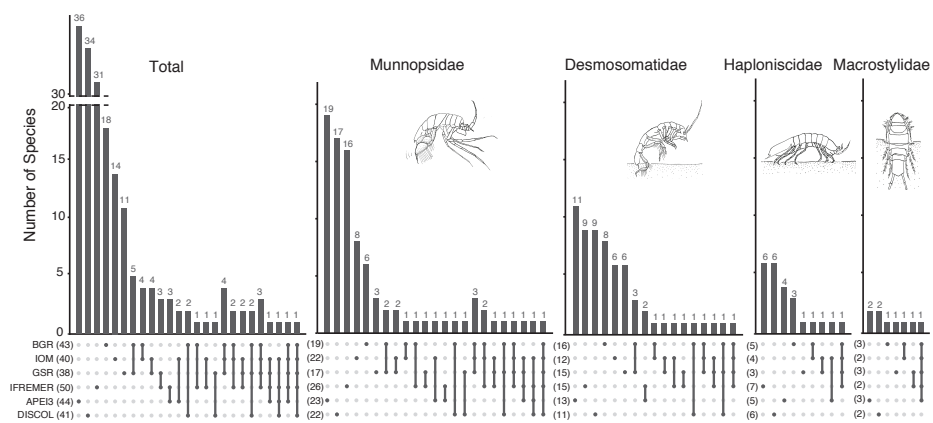 Total
Munnopsidae
Desmosomatidae
Haploniscidae
Macrostylidae
Number of Species
30
20
15
10
5
0
36
34
31
18
14
11
5 4 4 3 3 2 2 1 1 1 4 2 2 2 3 1 1 1 1
19
17
16
8
6
3
2 2 1 1 1 1 1 1 1 3 2 1 1 1 1 1 1
11
9 9
8
6 6
3
2
1 1 1 1 1 1 1 1 1
6 6
4
3
1 1 1 1 1
2 2 1 1 1 1
BGR (43) (19) (16) (5) (3)
IOM (40) (22) (12) (4) (2)
GSR (38) (17) (15) (3) (3)
IFREMER (50) (26) (15) (7) (2)
APEI3 (44) (23) (13) (5) (3)
DISCOL (41) (22) (11) (6) (2)